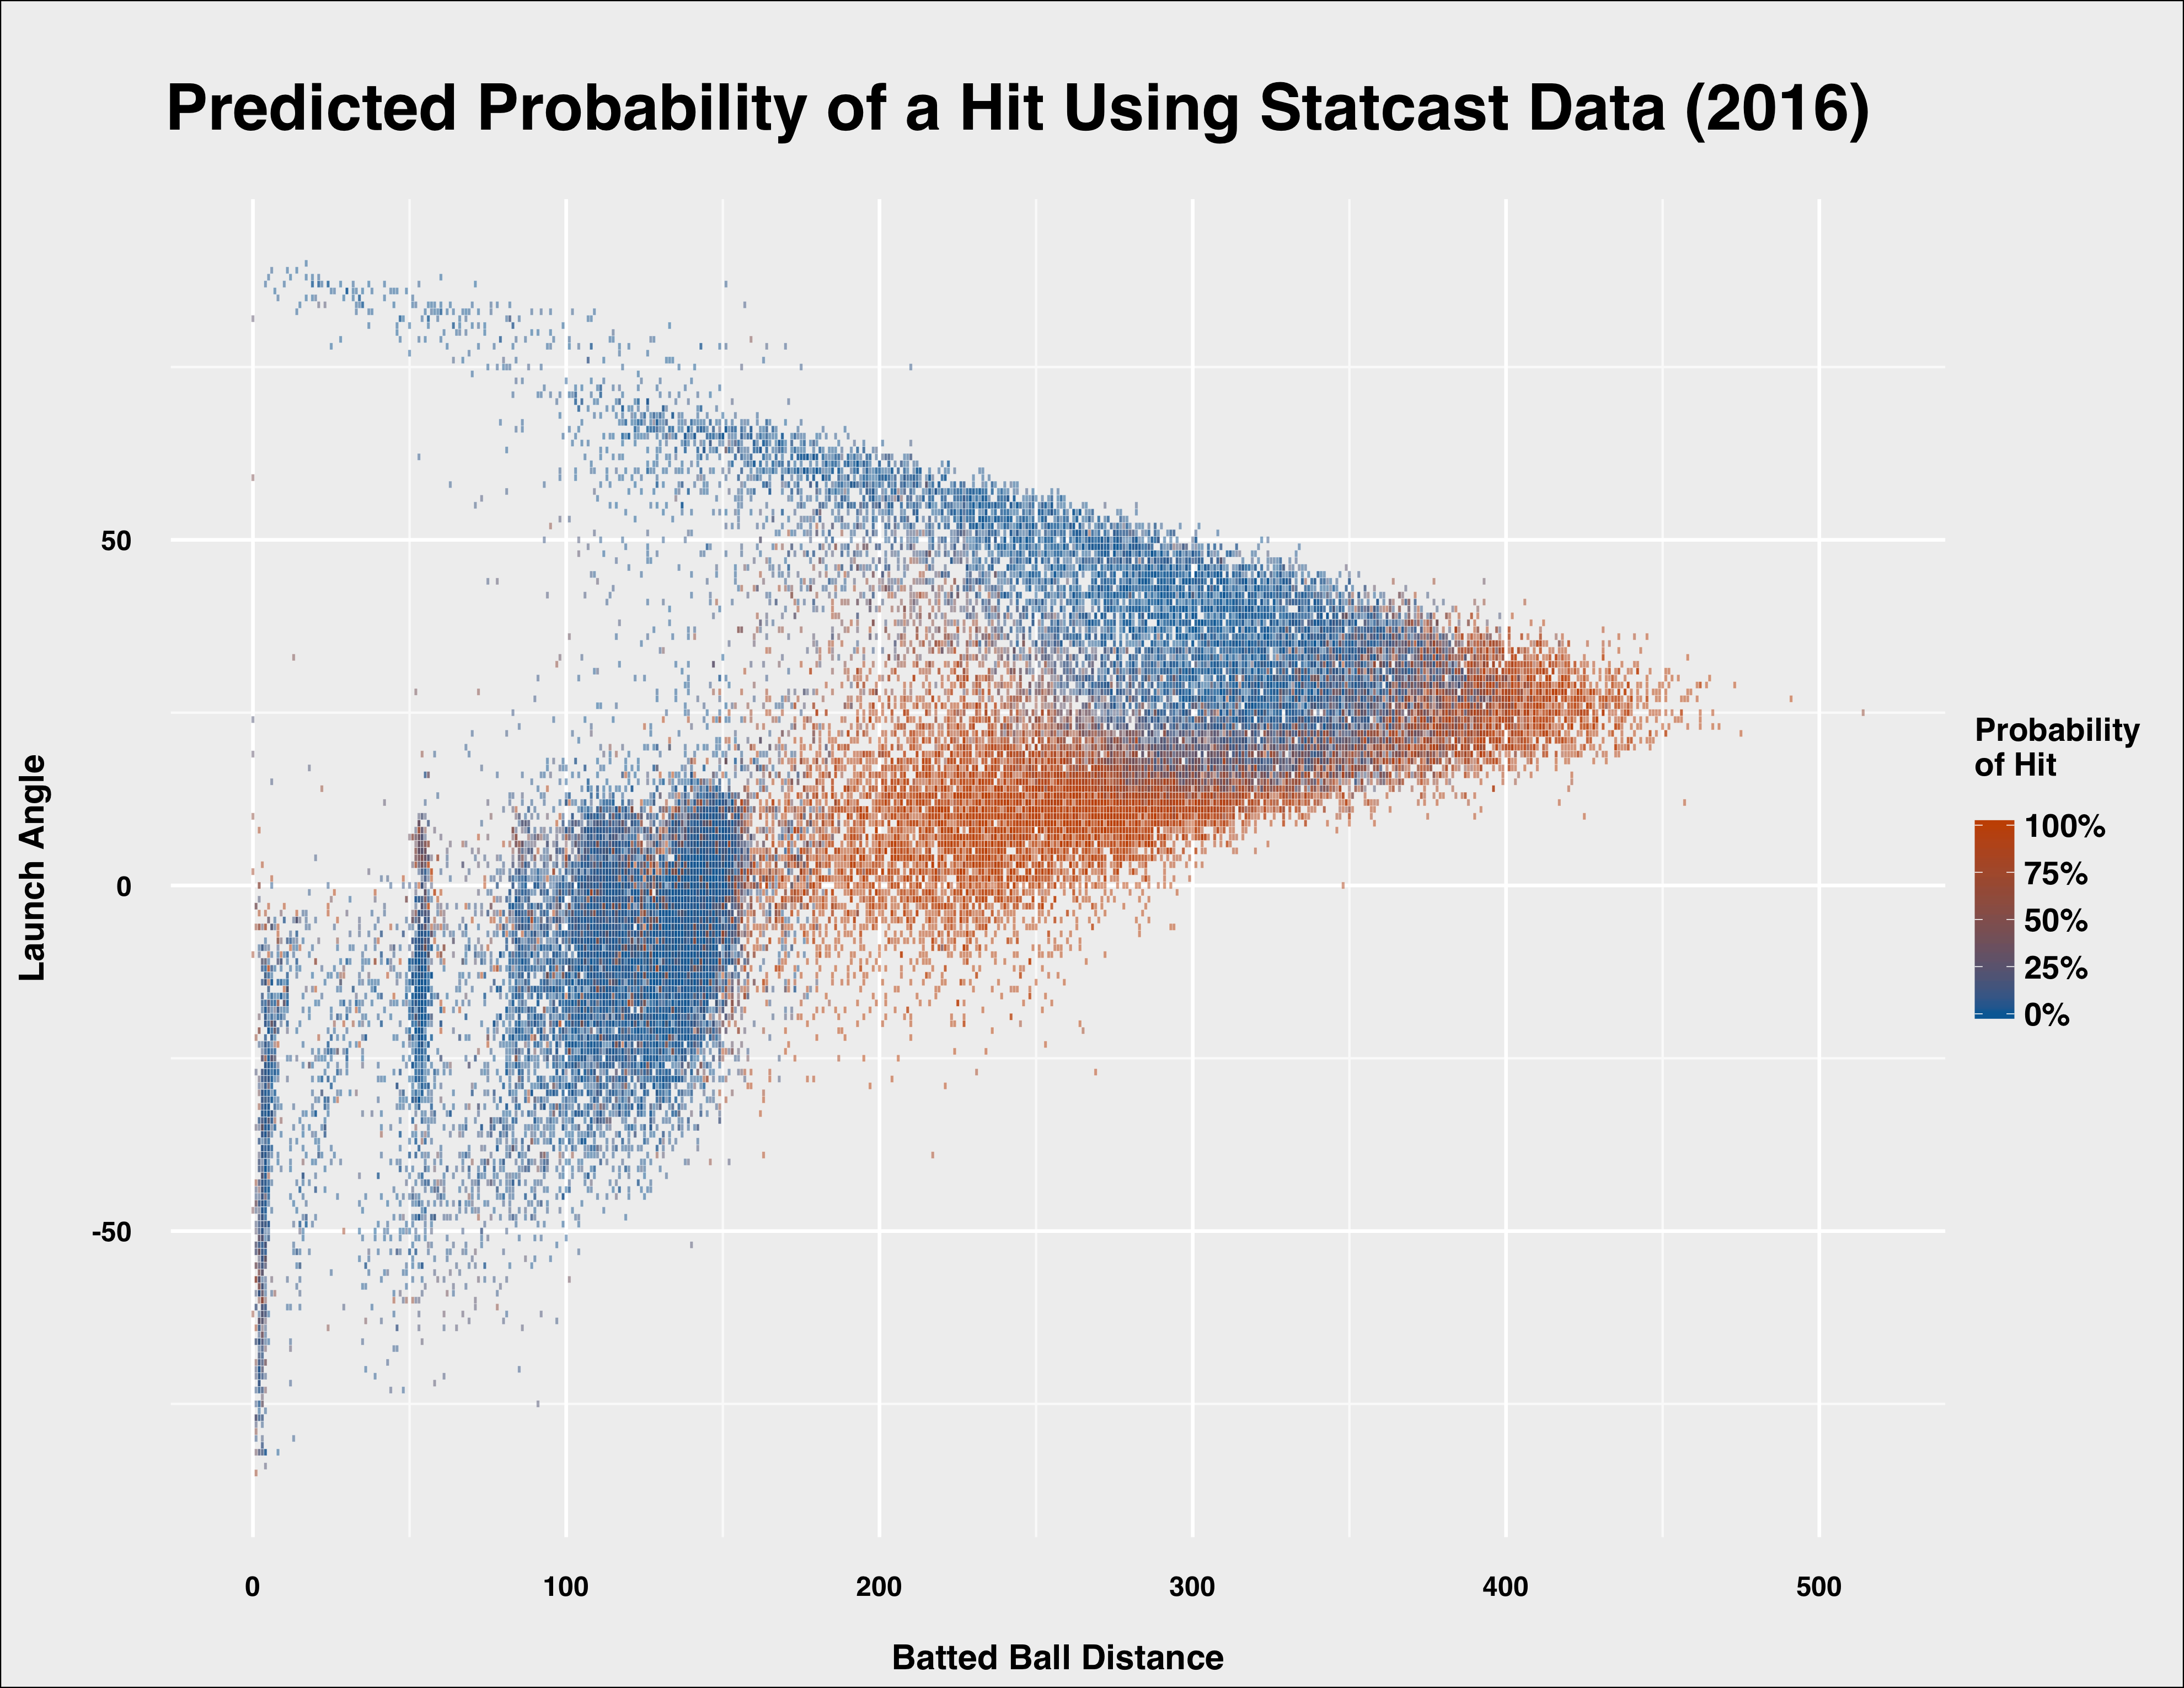 Predicted Probability of a Hit Using Statcast Data (2016)
Launch Angle
50
0
-50
0
100
200
300
400
500
Batted Ball Distance
Probability
of Hit
100%
75%
50%
25%
0%